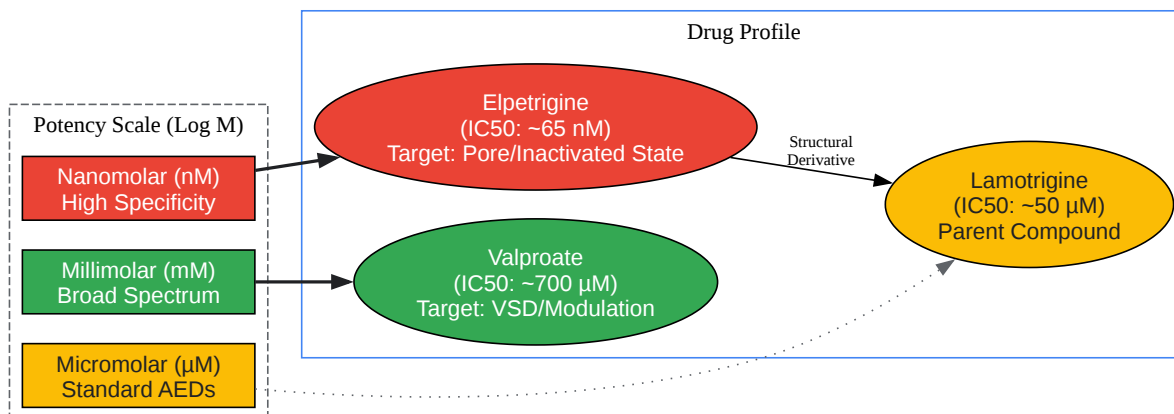 Drug Profile
Potency Scale (Log M)
Nanomolar (nM)
High Specificity
Millimolar (mM)
Broad Spectrum
Micromolar (µM)
Standard AEDs
Elpetrigine
(IC50: ~65 nM)
Target: Pore/Inactivated State
Valproate
(IC50: ~700 µM)
Target: VSD/Modulation
Structural
Derivative
Lamotrigine
(IC50: ~50 µM)
Parent Compound